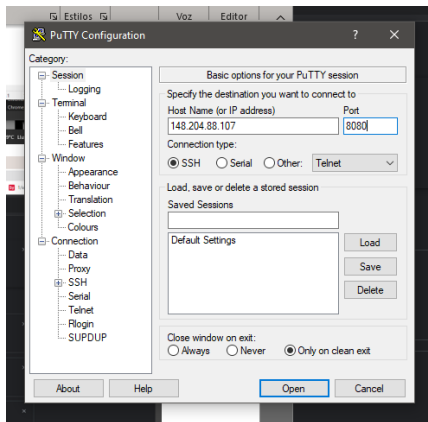 Estilos
Voz
Editor
PuTTY Configuration
?
Category:
Session
Logging
Terminal
Keyboard
Bell
Features
Window
Appearance
Behaviour
Translation
Selection
Colours
Connection
Data
Proxy
SSH
Serial
Telnet
Rlogin
SUPDUP
Basic options for your PuTTY session
Specify the destination you want to connect to
Host Name (or IP address) Port
148.204.88.107 8080
Connection type:
SSH Serial Other: Telnet
Load, save or delete a stored session
Saved Sessions
Default Settings
Load
Save
Delete
Close window on exit:
Always Never Only on clean exit
About Help Open Cancel